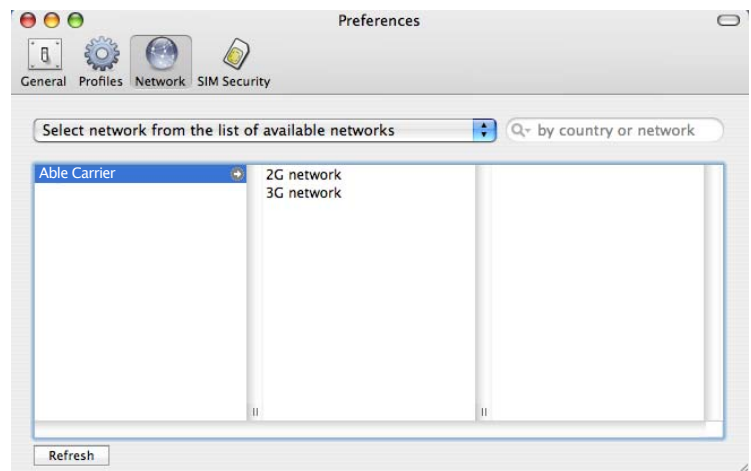 Preferences
General Profiles Network SIM Security
Select network from the list of available networks
by country or network
Able Carrier
2G network
3G network
Refresh